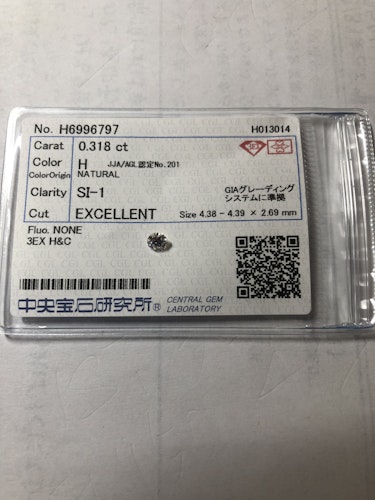 No. H6996797 H013014
Carat 0.318 ct
Color H JJA/AGL認定No.201
ColorOrigin NATURAL
Clarity SI-1 GIAグレーディング
システムに準拠
Cut EXCELLENT Size 4.38 - 4.39 × 2.69 mm
Fluo. NONE
3EX H&C
中央宝石研究所® CENTRAL GEM
LABORATORY